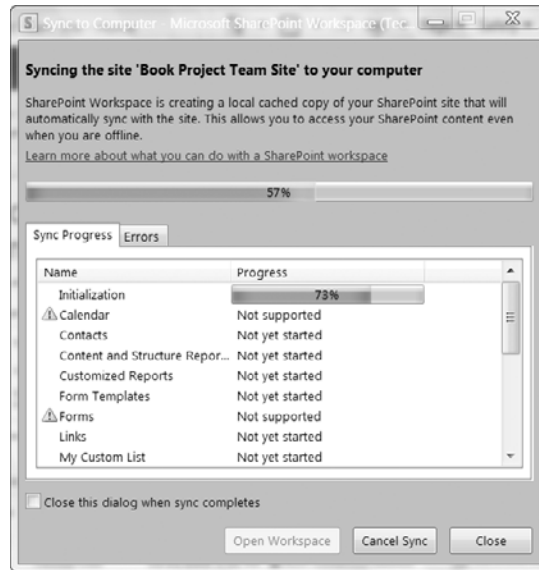 S Sync to Computer - Microsoft SharePoint Workspace (Tec
Syncing the site 'Book Project Team Site' to your computer
SharePoint Workspace is creating a local cached copy of your SharePoint site that will
automatically sync with the site. This allows you to access your SharePoint content even
when you are offline.
Learn more about what you can do with a SharePoint workspace
57%
Sync Progress Errors
Name Progress
Initialization 73%
Calendar Not supported
Contacts Not yet started
Content and Structure Repor... Not yet started
Customized Reports Not yet started
Form Templates Not yet started
Forms Not supported
Links Not yet started
My Custom List Not yet started
Close this dialog when sync completes
Open Workspace Cancel Sync Close